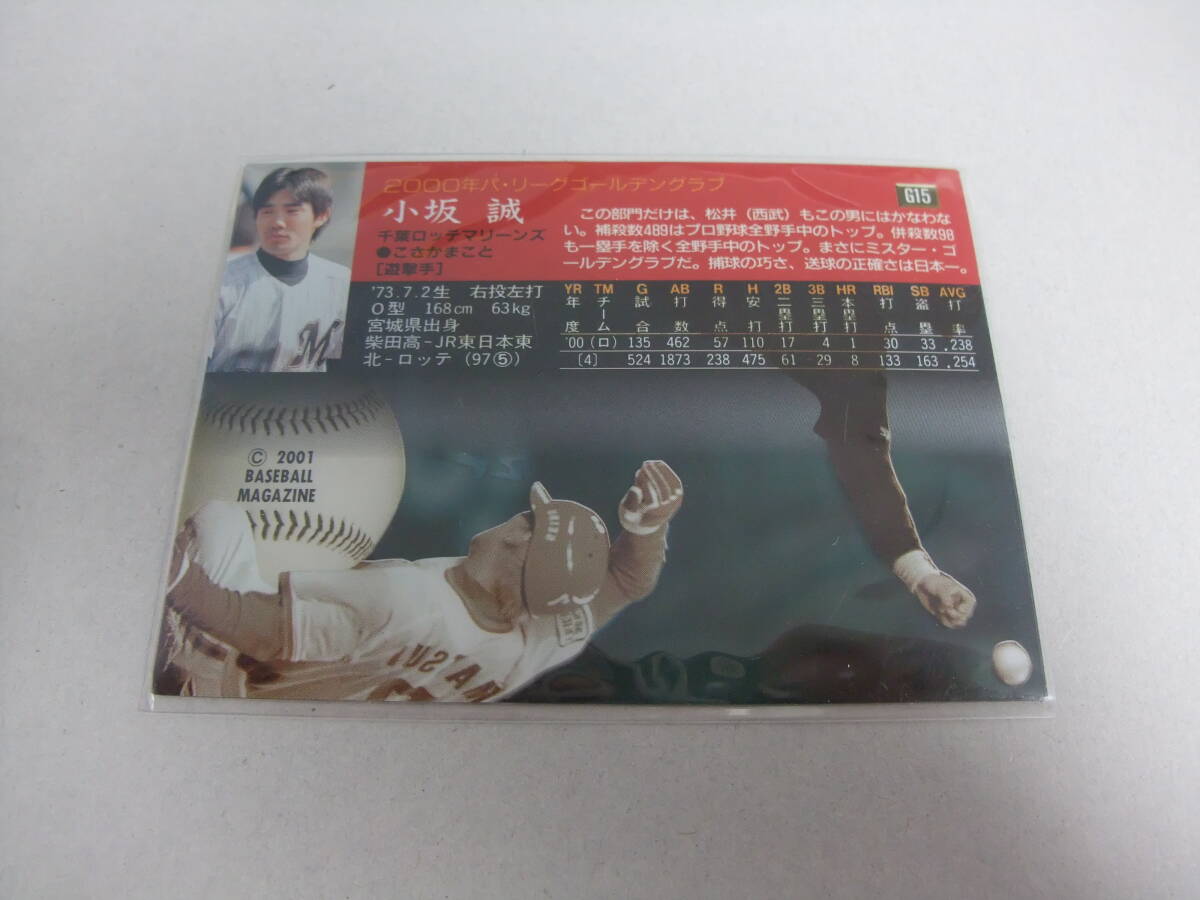 2000年パ・リーグゴールデングラブ
G15
小坂 誠
千葉ロッテマリーンズ
●こさかまこと
[遊撃手]
この部門だけは、松井（西武）もこの男にはかなわな
い。補殺数489はプロ野球全野手中のトップ。併殺数98
も一塁手を除く全野手中のトップ。まさにミスター・ゴ
ールデングラブだ。捕球の巧さ、送球の正確さは日本一。
'73.7.2生 右投左打
O型 168cm 63kg
宮城県出身
柴田高-JR東日本東
北-ロッテ（97⑤）
YR TM G AB R H 2B 3B HR RBI SB AVG
年度 チーム 試合 打数 得点 安打 二塁打 三塁打 本塁打 打点 盗塁 打率
'00 (ロ) 135 462 57 110 17 4 1 30 33 .238
[4] 524 1873 238 475 61 29 8 133 163 .254
© 2001
BASEBALL
MAGAZINE
M